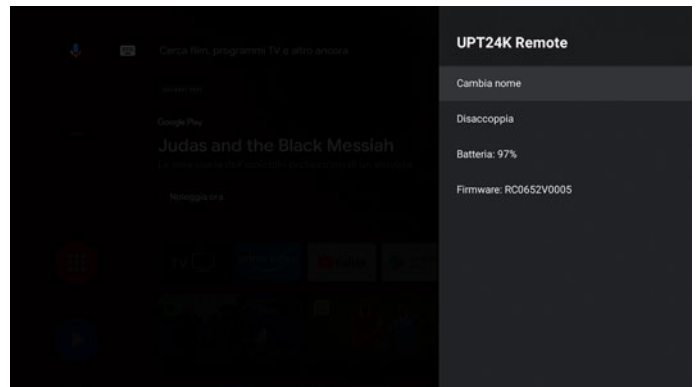 Cerca film, programmi TV e altro ancora
Google Play
Judas and the Black Messiah
Noleggia ora
UPT24K Remote
Cambia nome
Disaccoppia
Batteria: 97%
Firmware: RC0652V0005